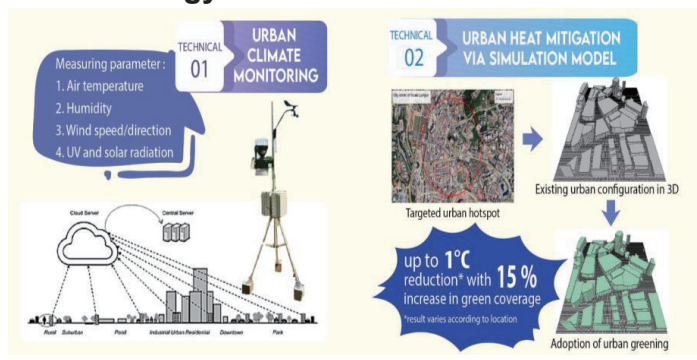 TECHNICAL
01
URBAN
CLIMATE
MONITORING
Measuring parameter :
1. Air temperature
2. Humidity
3. Wind speed/direction
4. UV and solar radiation
Cloud Server
Central Server
Rural Suburban Pond Industrial Urban Residential Downtown Park
TECHNICAL
02
URBAN HEAT MITIGATION
VIA SIMULATION MODEL
Targeted urban hotspot
Existing urban configuration in 3D
up to 1°C
reduction* with 15 %
increase in green coverage
*result varies according to location
Adoption of urban greening